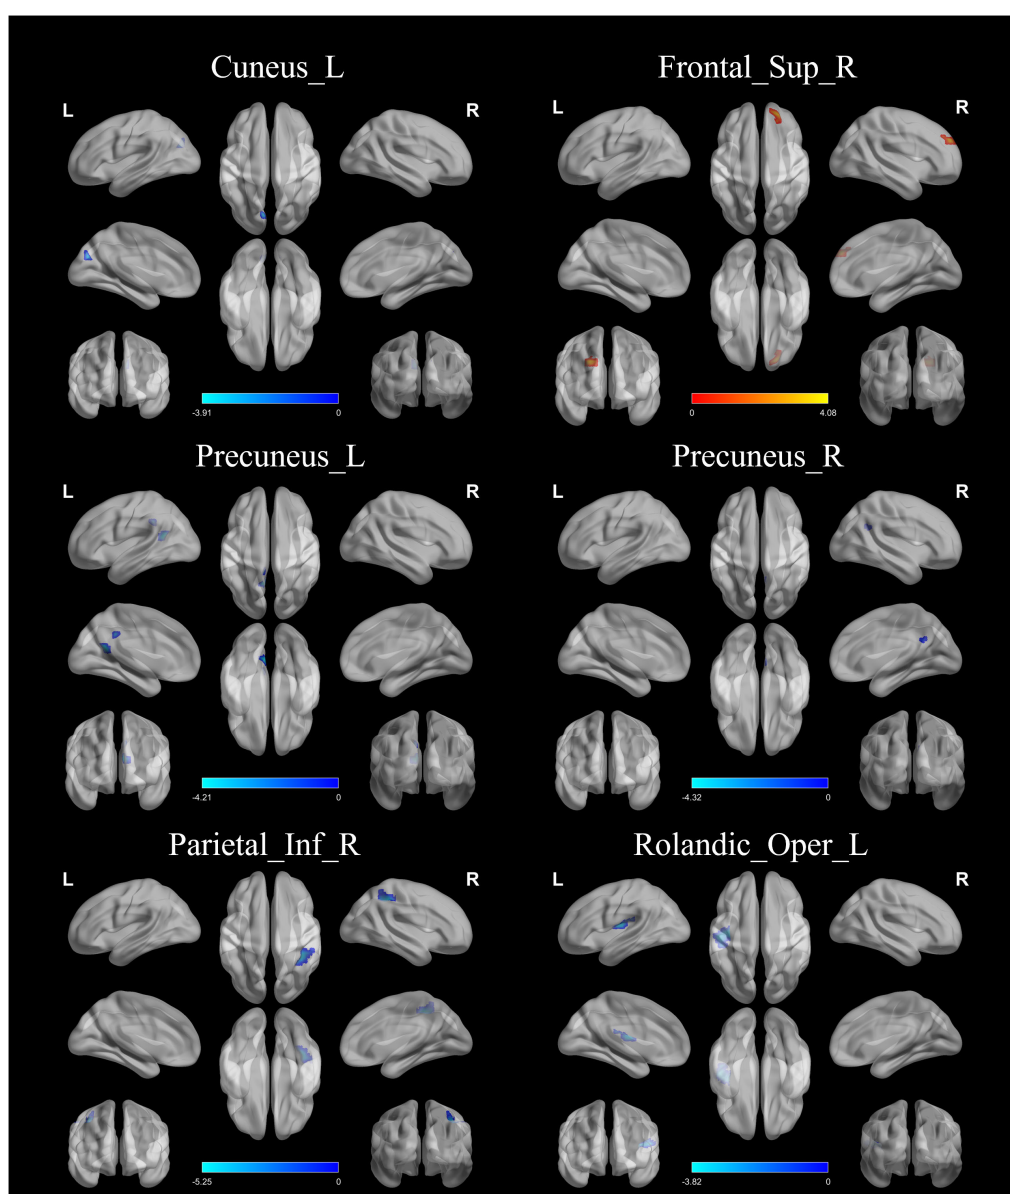 Cuneus_L
Frontal_Sup_R
L R L R
-3.91 0
0 4.08
Precuneus_L
Precuneus_R
L R L R
-4.21 0
-4.32 0
Parietal_Inf_R
Rolandic_Oper_L
L R L R
-5.25 0
-3.82 0